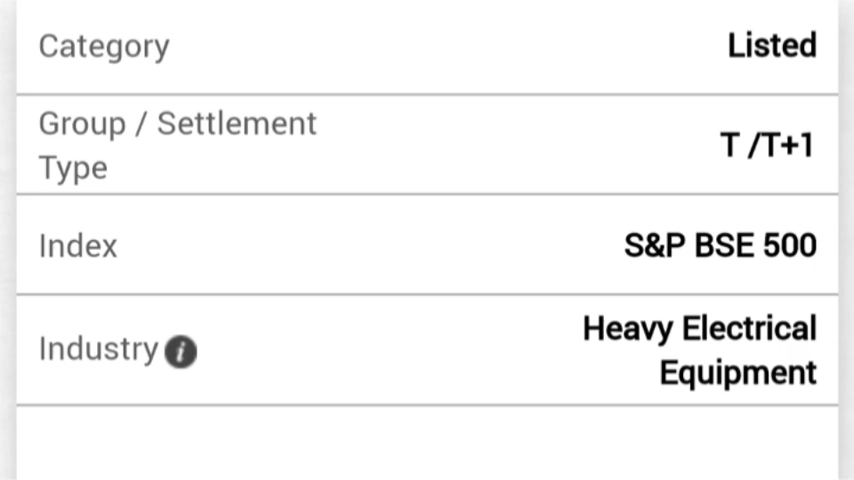 Category Listed
Group / Settlement
Type T /T+1
Index S&P BSE 500
Industry i Heavy Electrical
Equipment